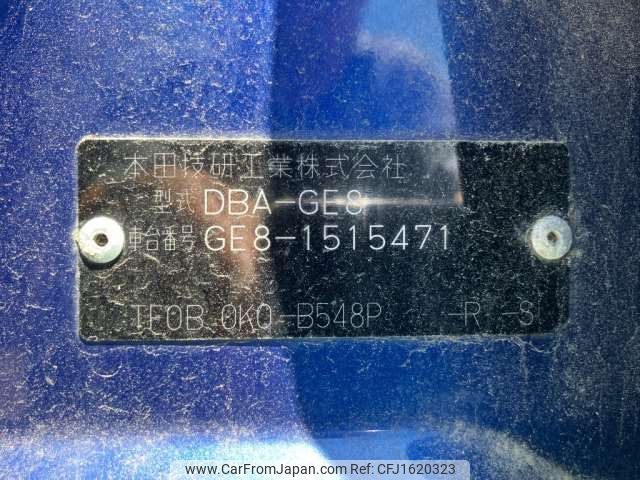 本田技研工業株式会社
型式 DBA-GE8
車台番号 GE8-1515471
TF0B 0K0-B548P -R -S
www.CarFromJapan.com | CFJ1620323